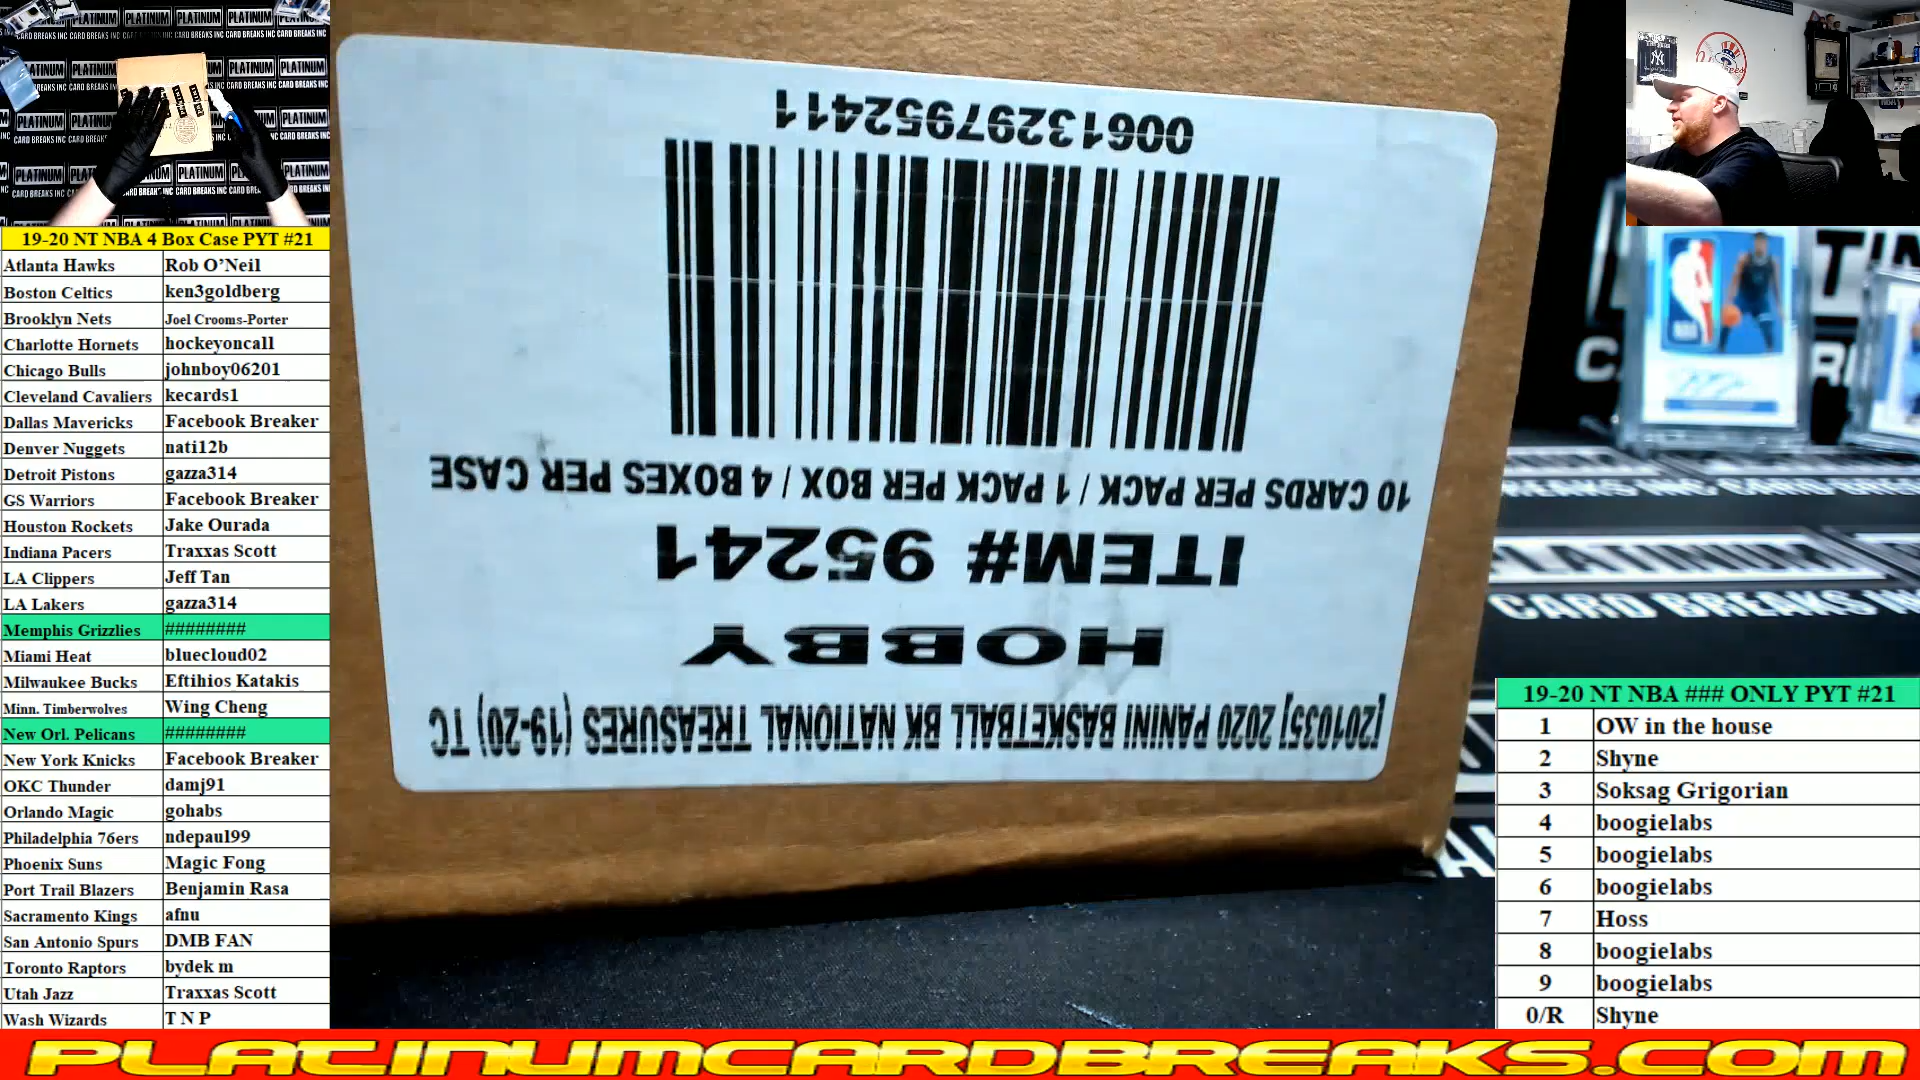 19-20 NT NBA 4 Box Case PYT #21
Atlanta Hawks Rob O’Neil
Boston Celtics ken3goldberg
Brooklyn Nets Joel Crooms-Porter
Charlotte Hornets hockeyoncall
Chicago Bulls johnboy06201
Cleveland Cavaliers kecards1
Dallas Mavericks Facebook Breaker
Denver Nuggets nati12b
Detroit Pistons gazza314
GS Warriors Facebook Breaker
Houston Rockets Jake Ourada
Indiana Pacers Traxxas Scott
LA Clippers Jeff Tan
LA Lakers gazza314
Memphis Grizzlies ########
Miami Heat bluecloud02
Milwaukee Bucks Eftihios Katakis
Minn. Timberwolves Wing Cheng
New Orl. Pelicans ########
New York Knicks Facebook Breaker
OKC Thunder damj91
Orlando Magic gohabs
Philadelphia 76ers ndepaul99
Phoenix Suns Magic Fong
Port Trail Blazers Benjamin Rasa
Sacramento Kings afnu
San Antonio Spurs DMB FAN
Toronto Raptors bydek m
Utah Jazz Traxxas Scott
Wash Wizards T N P
[201035] 2020 PANINI BASKETBALL BK NATIONAL TREASURES (19-20) TC
HOBBY
ITEM# 95241
10 CARDS PER PACK / 1 PACK PER BOX / 4 BOXES PER CASE
00613297952411
PLATINUM
CARD BREAKS INC
19-20 NT NBA ### ONLY PYT #21
1 OW in the house
2 Shyne
3 Soksag Grigorian
4 boogielabs
5 boogielabs
6 boogielabs
7 Hoss
8 boogielabs
9 boogielabs
0/R Shyne
PLATINUMCARDBREAKS.COM